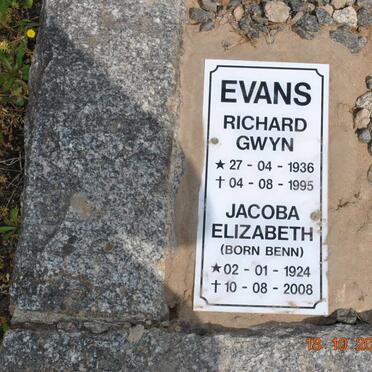 EVANS
RICHARD
GWYN
★ 27 - 04 - 1936
† 04 - 08 - 1995
JACOBA
ELIZABETH
(BORN BENN)
★ 02 - 01 - 1924
† 10 - 08 - 2008